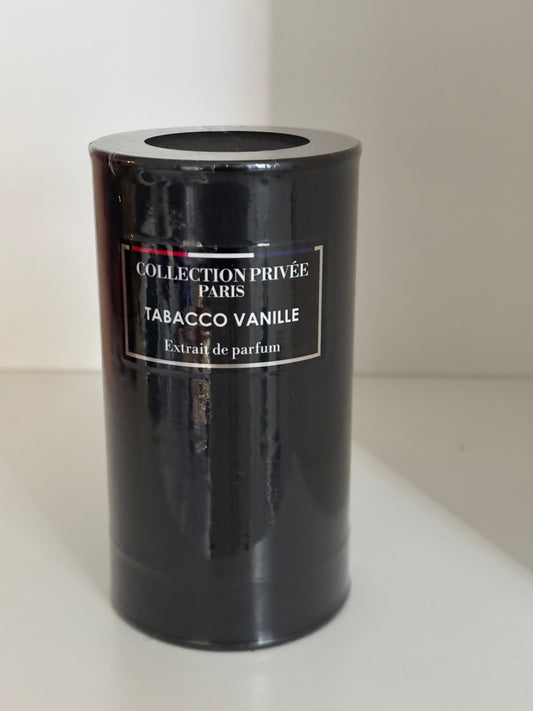 COLLECTION PRIVÉE
PARIS
TABACCO VANILLE
Extrait de parfum